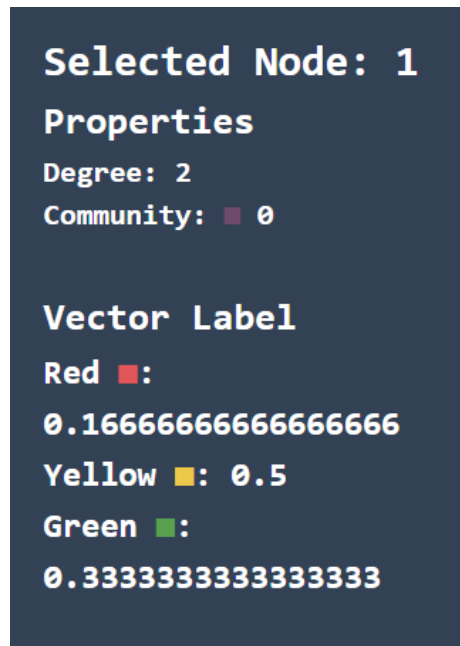 Selected Node: 1
Properties
Degree: 2
Community: ■ 0
Vector Label
Red ■:
0.16666666666666666
Yellow ■: 0.5
Green ■:
0.3333333333333333